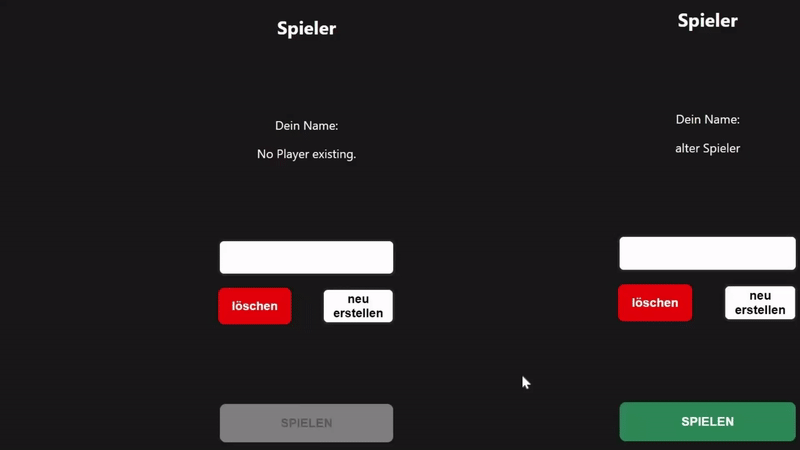 Spieler
Dein Name:
No Player existing.
löschen
neu
erstellen
SPIELEN
Spieler
Dein Name:
alter Spieler
löschen
neu
erstellen
SPIELEN